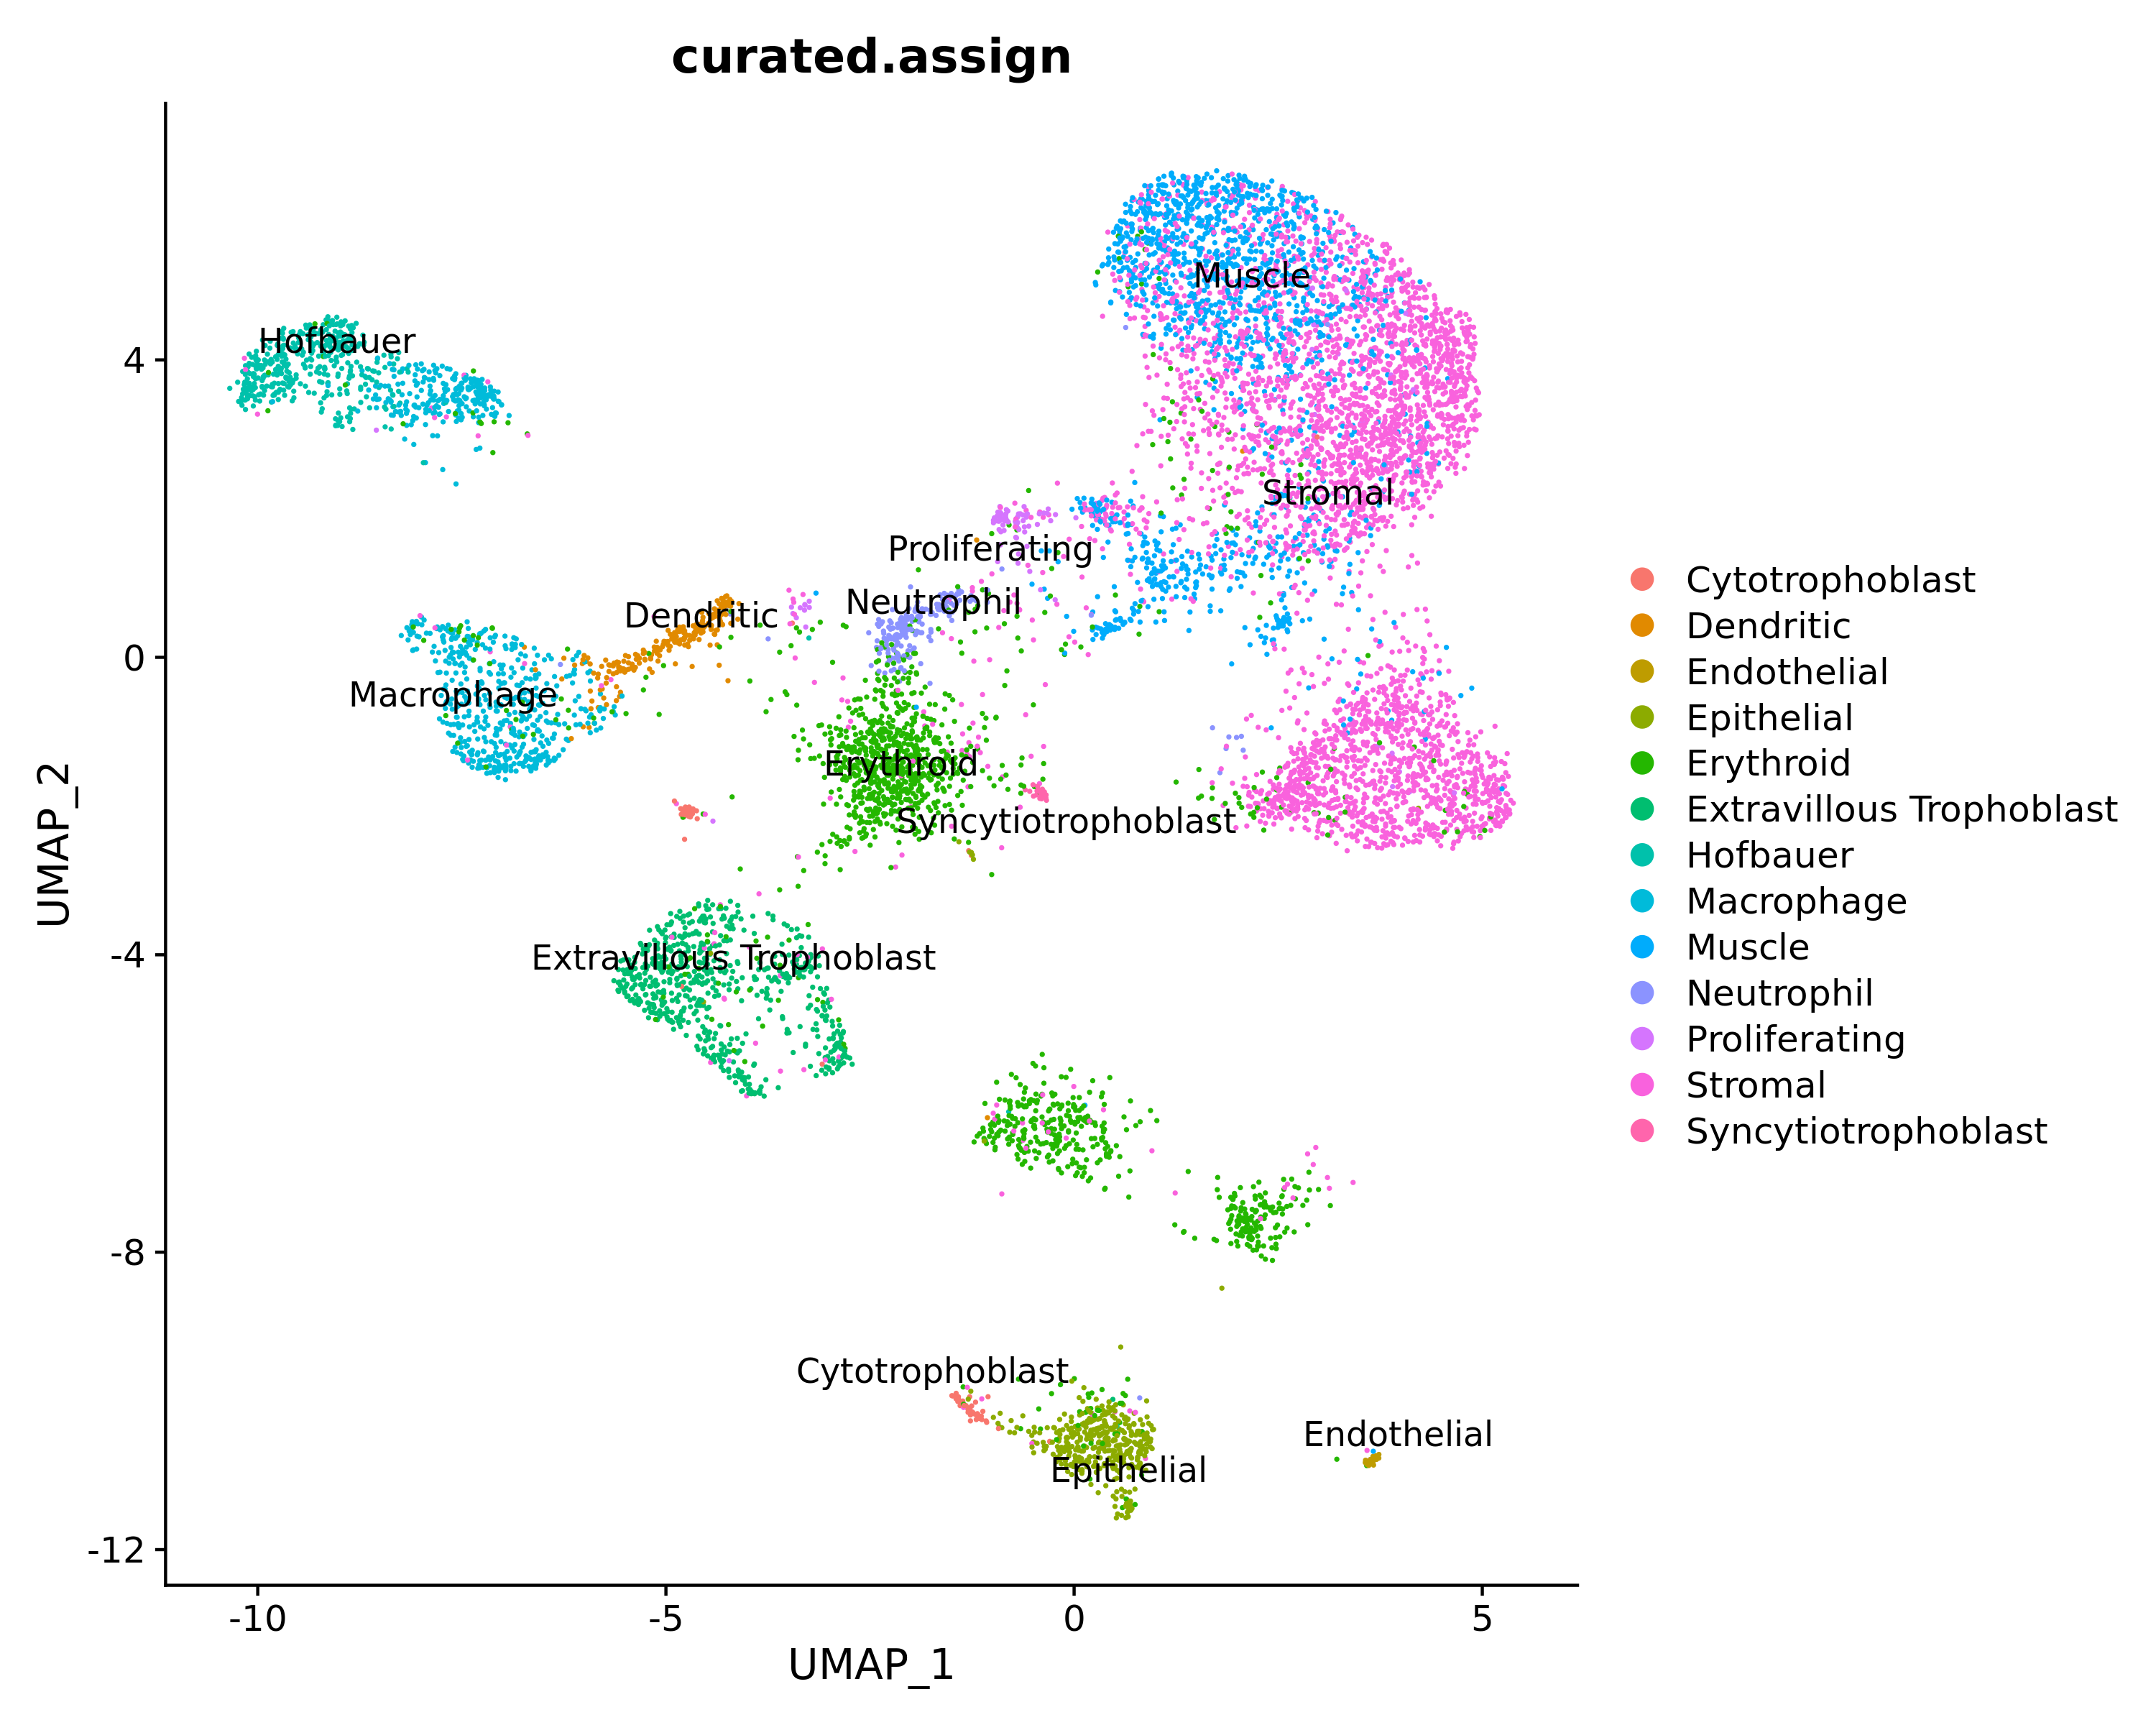 curated.assign
Muscle
Hofbauer
4
Stromal
Proliferating
Neutrophil
Dendritic
0
Macrophage
Erythroid
Syncytiotrophoblast
Extravillous Trophoblast
-4
-8
Cytotrophoblast
Endothelial
Epithelial
-12
-10
-5
0
5
UMAP_1
UMAP_2
Cytotrophoblast
Dendritic
Endothelial
Epithelial
Erythroid
Extravillous Trophoblast
Hofbauer
Macrophage
Muscle
Neutrophil
Proliferating
Stromal
Syncytiotrophoblast